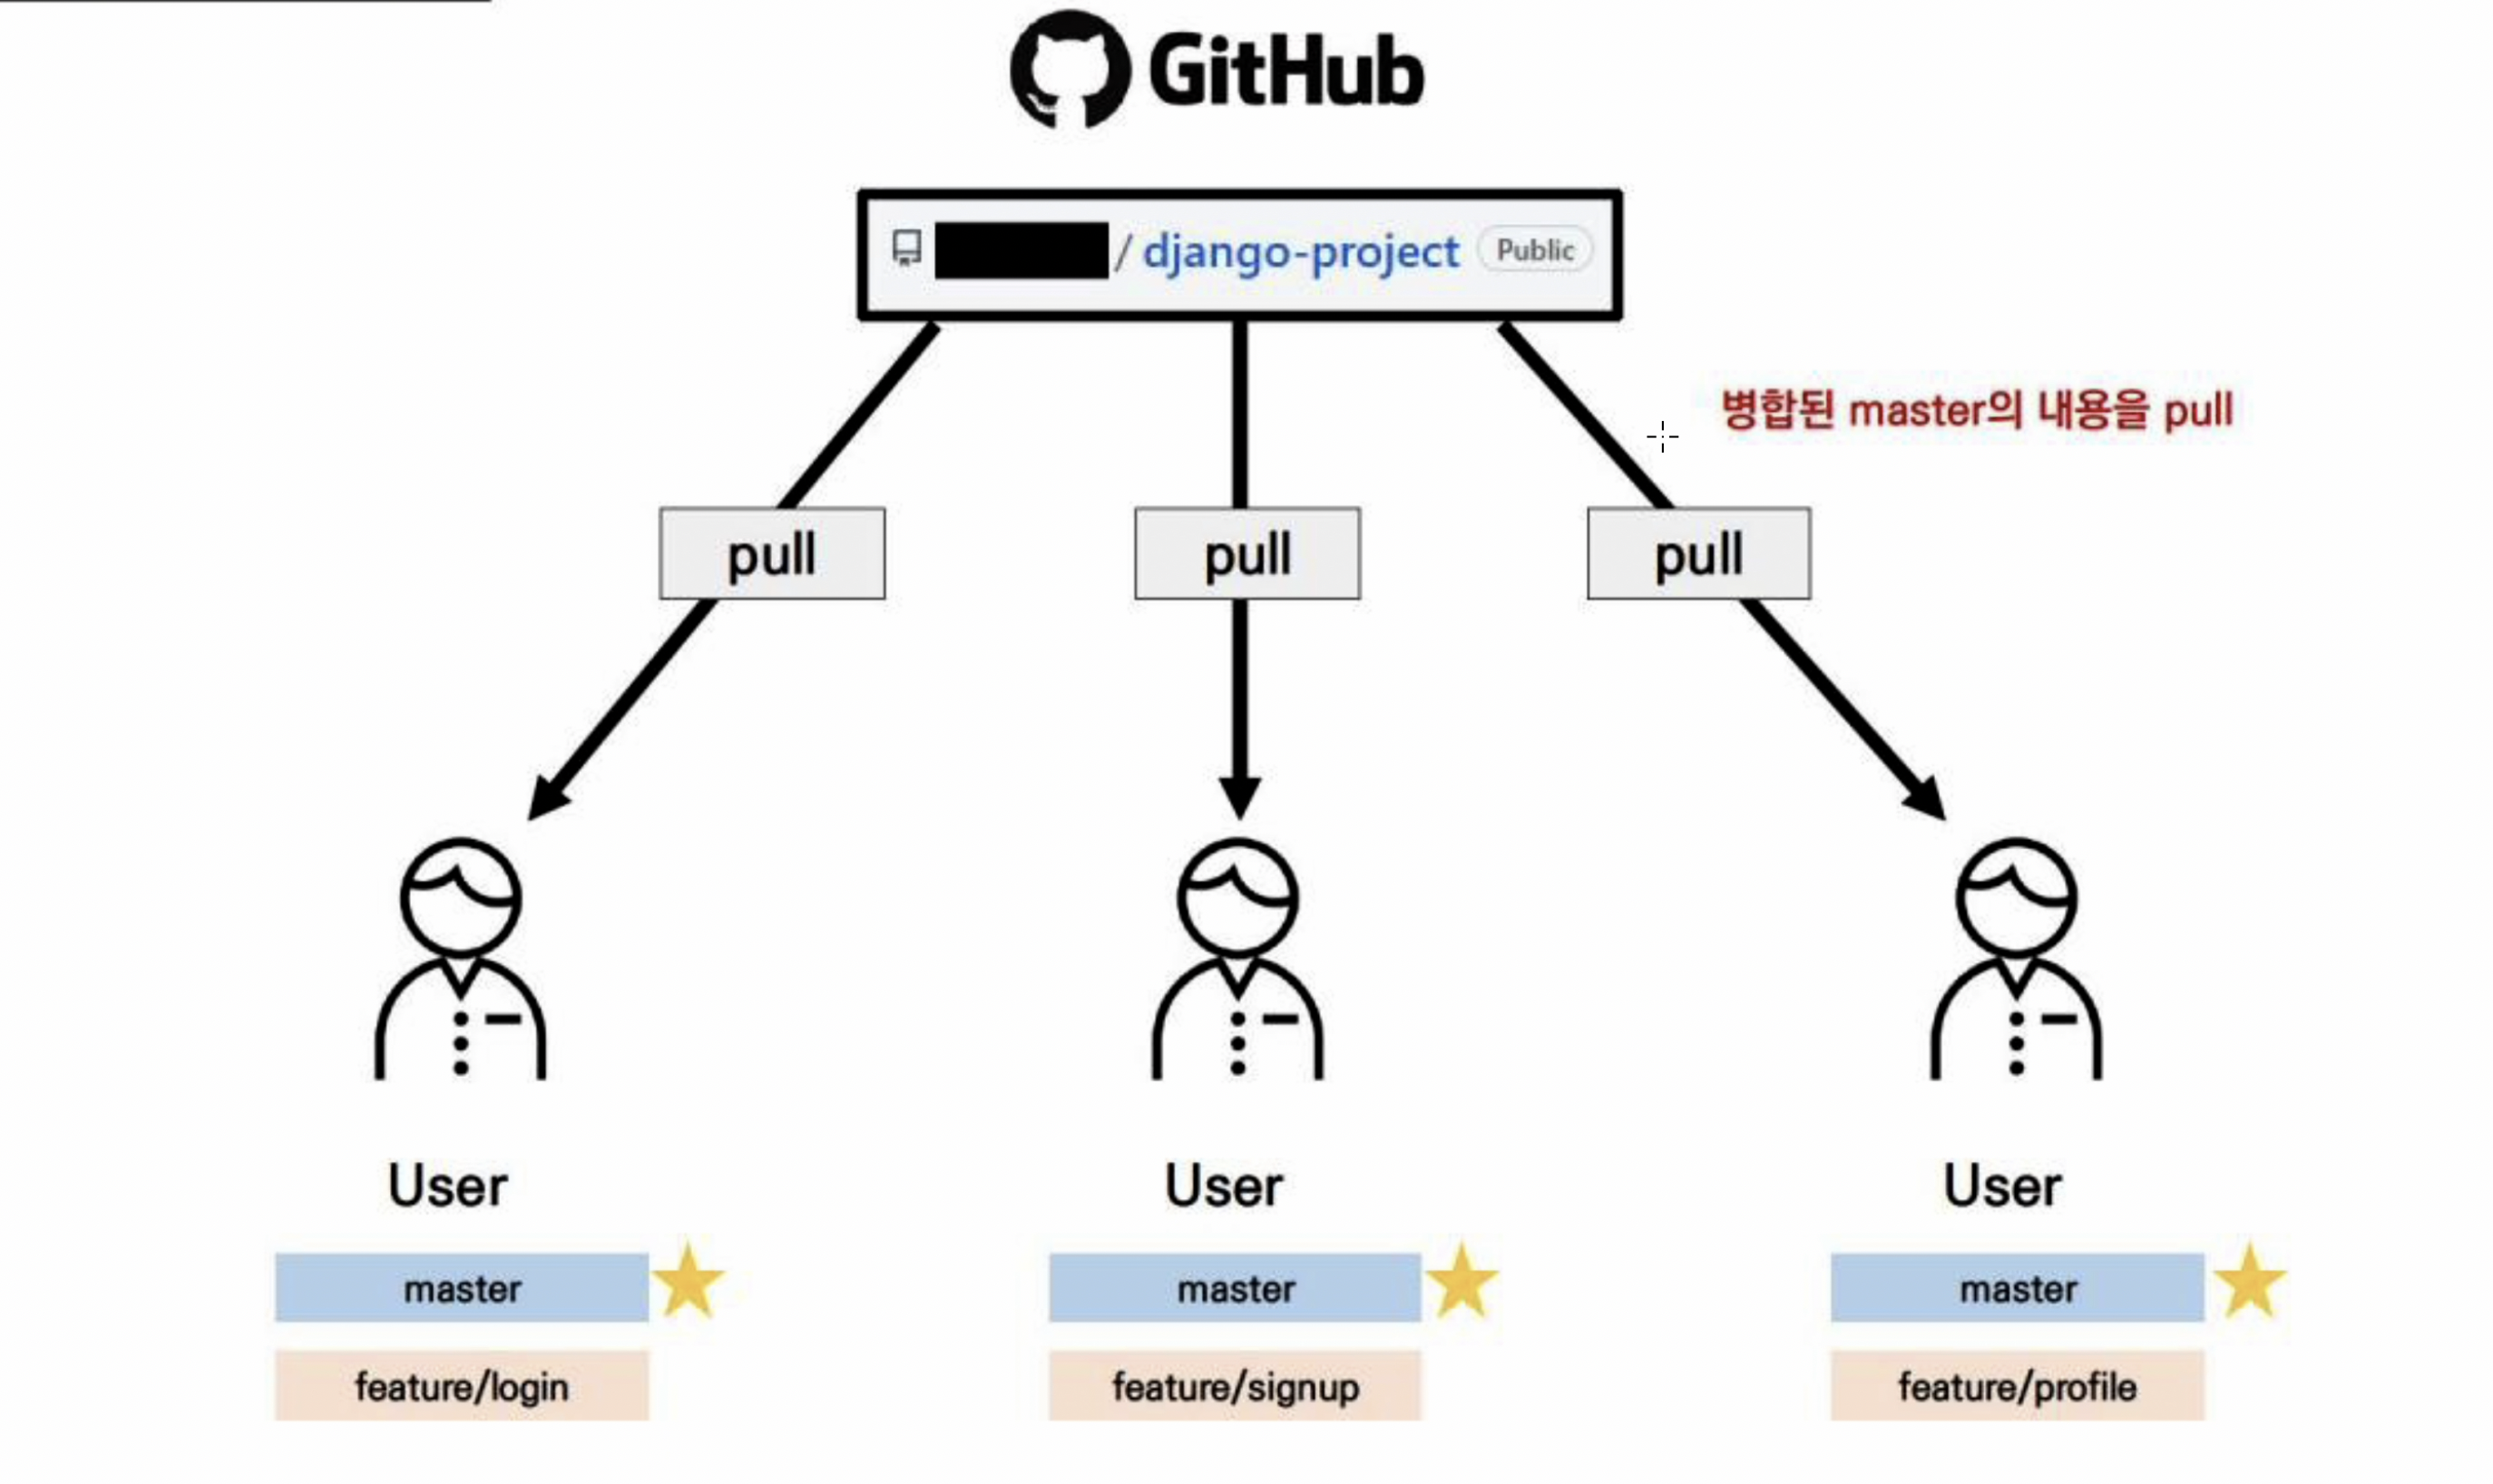 GitHub
/ django-project Public
병합된 master의 내용을 pull
pull pull pull
User User User
master master master
feature/login feature/signup feature/profile